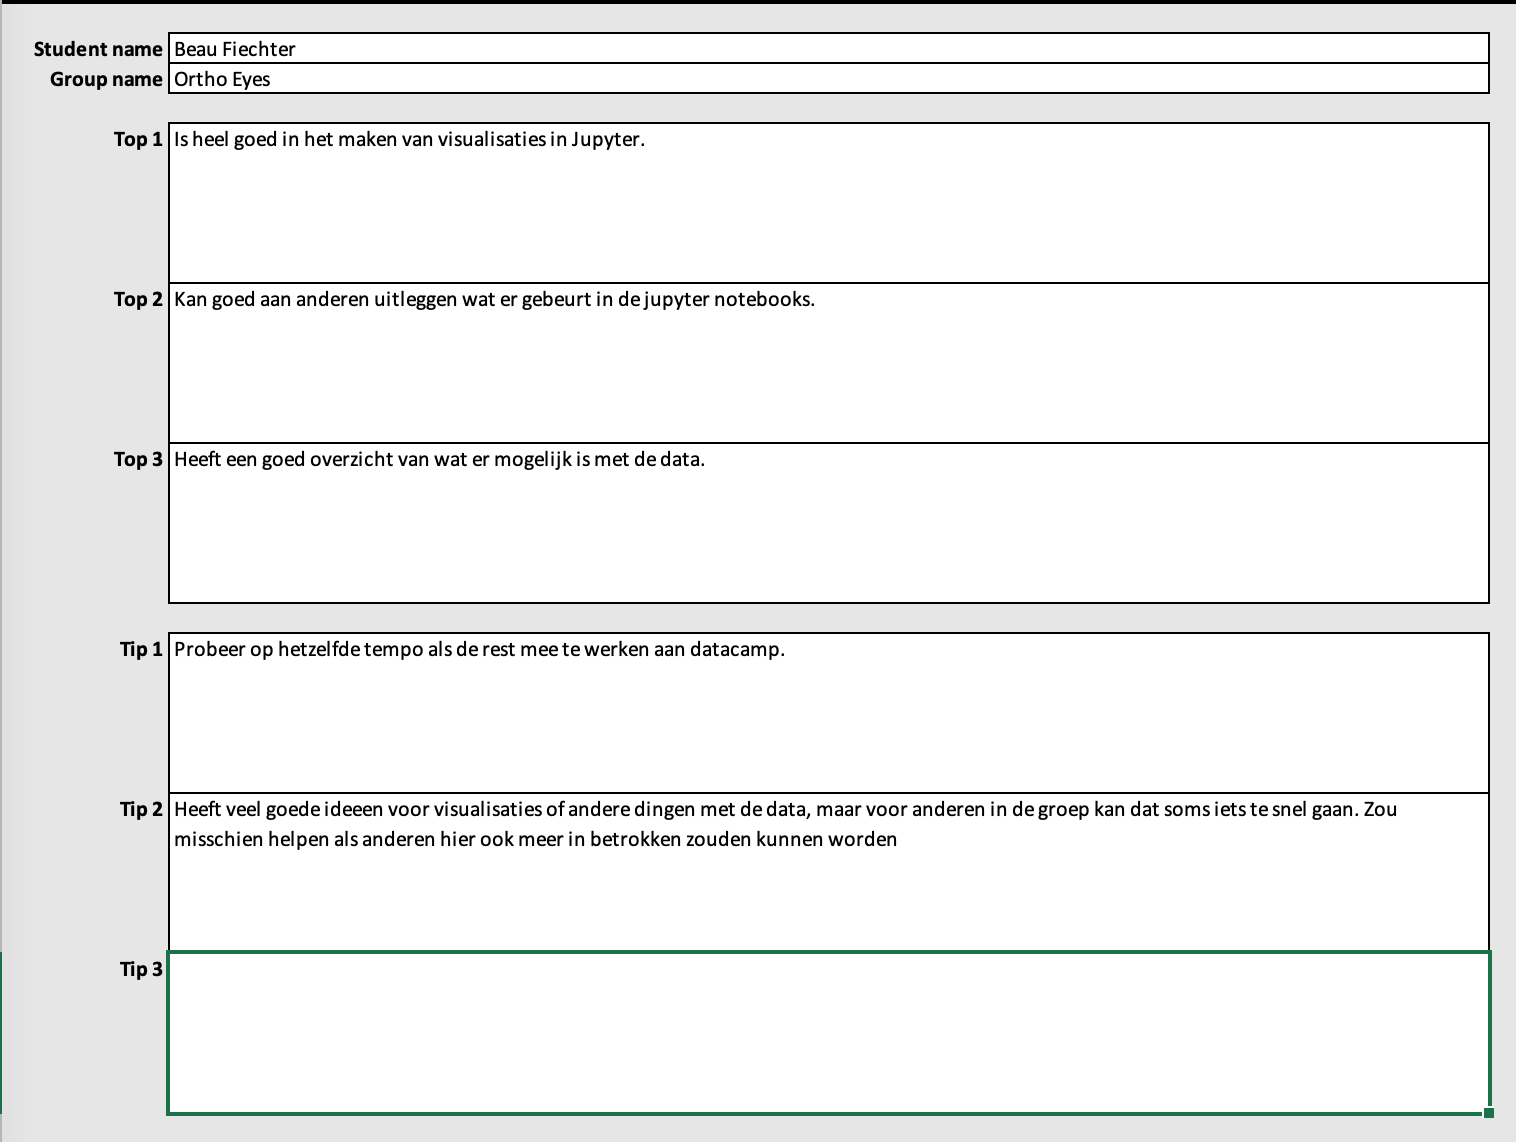 Student name Beau Fiechter
Group name Ortho Eyes
Top 1 Is heel goed in het maken van visualisaties in Jupyter.
Top 2 Kan goed aan anderen uitleggen wat er gebeurt in de jupyter notebooks.
Top 3 Heeft een goed overzicht van wat er mogelijk is met de data.
Tip 1 Probeer op hetzelfde tempo als de rest mee te werken aan datacamp.
Tip 2 Heeft veel goede ideeen voor visualisaties of andere dingen met de data, maar voor anderen in de groep kan dat soms iets te snel gaan. Zou
misschien helpen als anderen hier ook meer in betrokken zouden kunnen worden
Tip 3